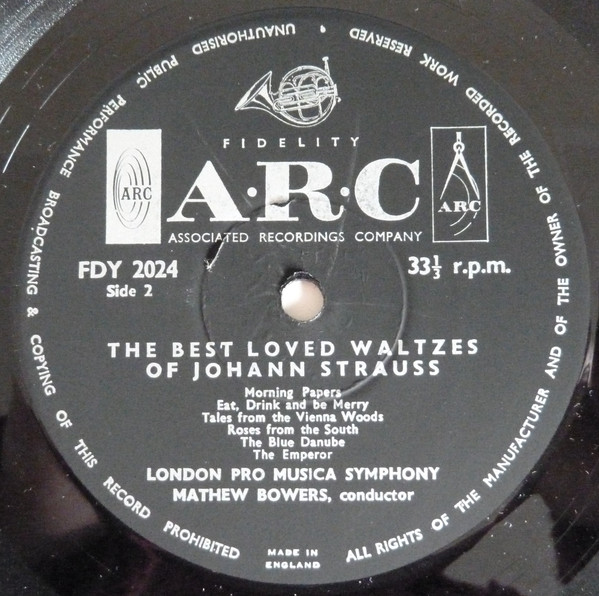 FIDELITY
ARC
A·R·C
ARC
ASSOCIATED RECORDINGS COMPANY
FDY 2024
Side 2
33⅓ r.p.m.
THE BEST LOVED WALTZES
OF JOHANN STRAUSS
Morning Papers
Eat, Drink and be Merry
Tales from the Vienna Woods
Roses from the South
The Blue Danube
The Emperor
LONDON PRO MUSICA SYMPHONY
MATHEW BOWERS, conductor
MADE IN
ENGLAND
ALL RIGHTS OF THE MANUFACTURER AND OF THE OWNER OF THE RECORDED WORK RESERVED • UNAUTHORISED PUBLIC PERFORMANCE BROADCASTING & COPYING OF THIS RECORD PROHIBITED